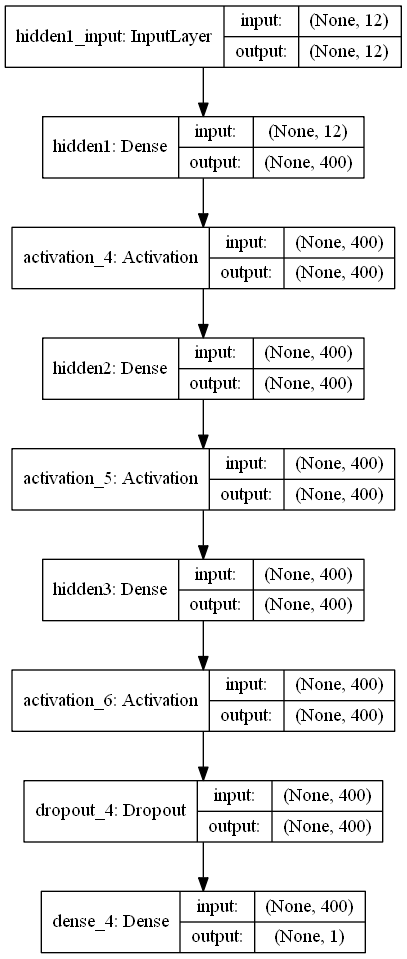 hidden1_input: InputLayer
input: (None, 12)
output: (None, 12)
hidden1: Dense
input: (None, 12)
output: (None, 400)
activation_4: Activation
input: (None, 400)
output: (None, 400)
hidden2: Dense
input: (None, 400)
output: (None, 400)
activation_5: Activation
input: (None, 400)
output: (None, 400)
hidden3: Dense
input: (None, 400)
output: (None, 400)
activation_6: Activation
input: (None, 400)
output: (None, 400)
dropout_4: Dropout
input: (None, 400)
output: (None, 400)
dense_4: Dense
input: (None, 400)
output: (None, 1)